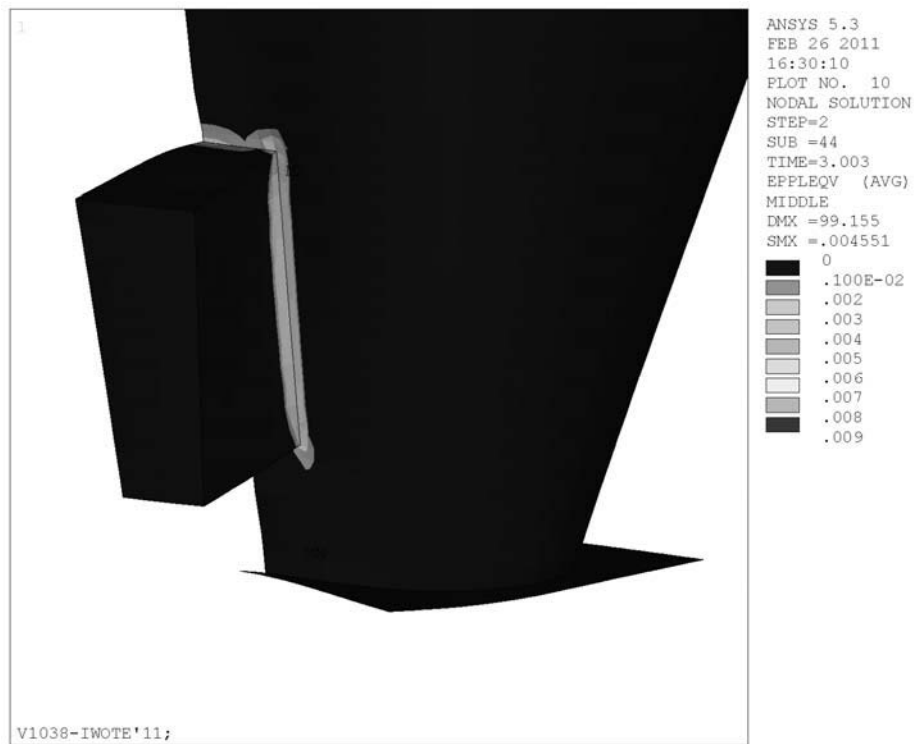 1
ANSYS 5.3
FEB 26 2011
16:30:10
PLOT NO. 10
NODAL SOLUTION
STEP=2
SUB =44
TIME=3.003
EPPLEQV (AVG)
MIDDLE
DMX =99.155
SMX =.004551
0
.100E-02
.002
.003
.004
.005
.006
.007
.008
.009
V1038-IWOTE'11;